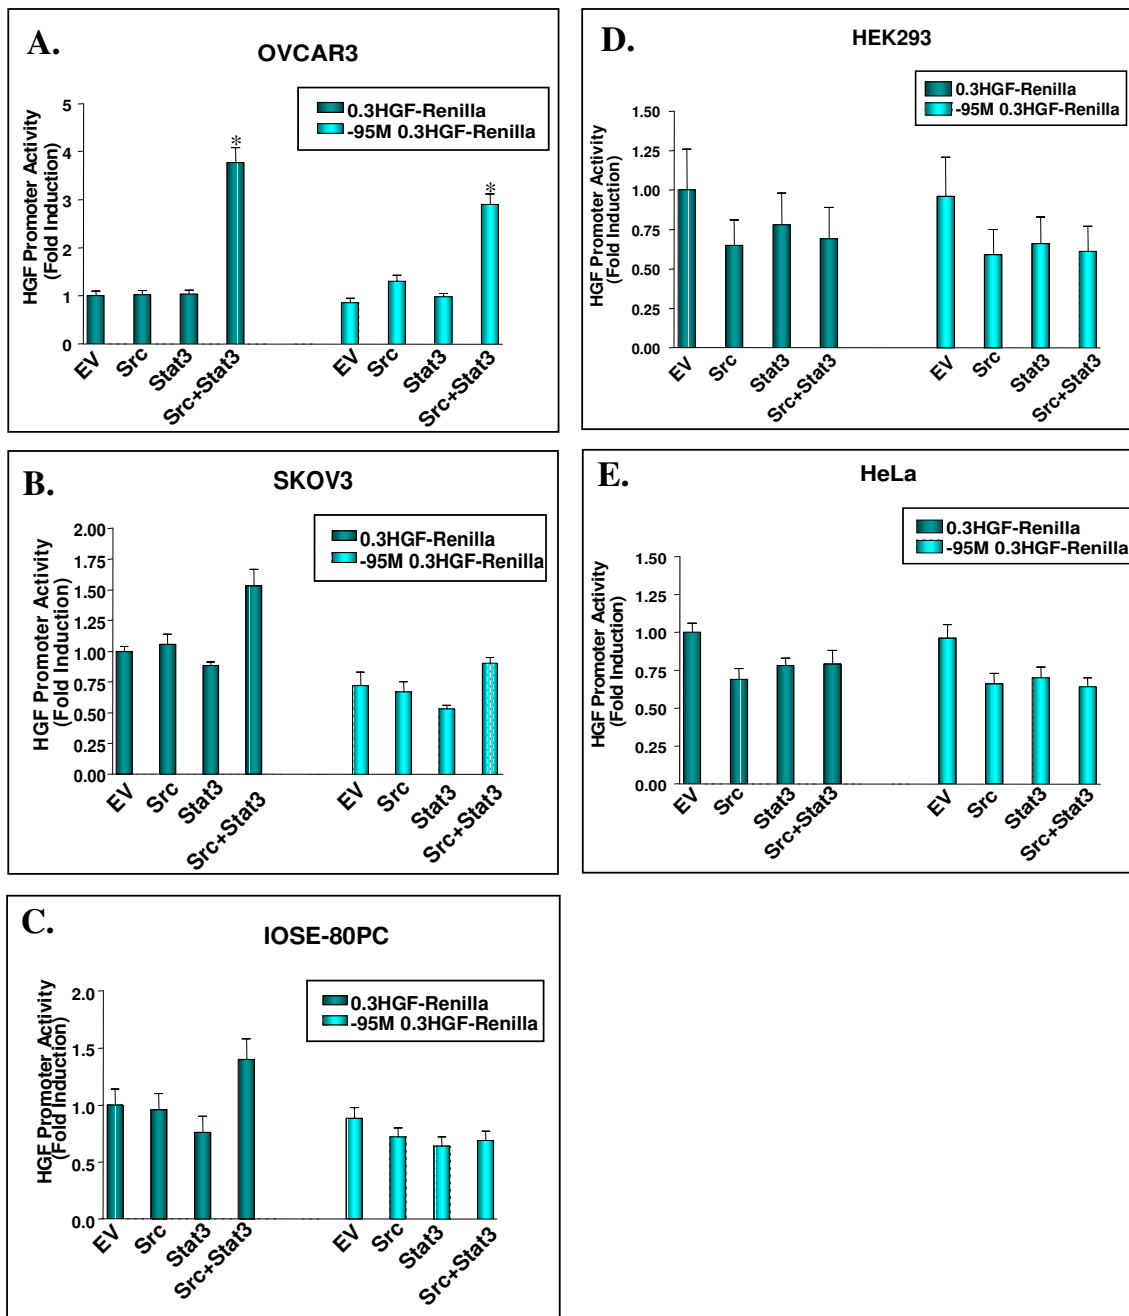 A.
OVCAR3
0.3HGF-Renilla
-95M 0.3HGF-Renilla
HGF Promoter Activity
(Fold Induction)
5
4
3
2
1
0
*
*
EV
Src
Stat3
Src+Stat3
EV
Src
Stat3
Src+Stat3
B.
SKOV3
0.3HGF-Renilla
-95M 0.3HGF-Renilla
HGF Promoter Activity
(Fold Induction)
2.00
1.75
1.50
1.25
1.00
0.75
0.50
0.25
0.00
EV
Src
Stat3
Src+Stat3
EV
Src
Stat3
Src+Stat3
C.
IOSE-80PC
0.3HGF-Renilla
-95M 0.3HGF-Renilla
HGF Promoter Activity
(Fold Induction)
2.0
1.5
1.0
0.5
0.0
EV
Src
Stat3
Src+Stat3
EV
Src
Stat3
Src+Stat3
D.
HEK293
0.3HGF-Renilla
-95M 0.3HGF-Renilla
HGF Promoter Activity
(Fold Induction)
1.50
1.25
1.00
0.75
0.50
0.25
0.00
EV
Src
Stat3
Src+Stat3
EV
Src
Stat3
Src+Stat3
E.
HeLa
0.3HGF-Renilla
-95M 0.3HGF-Renilla
HGF Promoter Activity
(Fold Induction)
1.50
1.25
1.00
0.75
0.50
0.25
0.00
EV
Src
Stat3
Src+Stat3
EV
Src
Stat3
Src+Stat3